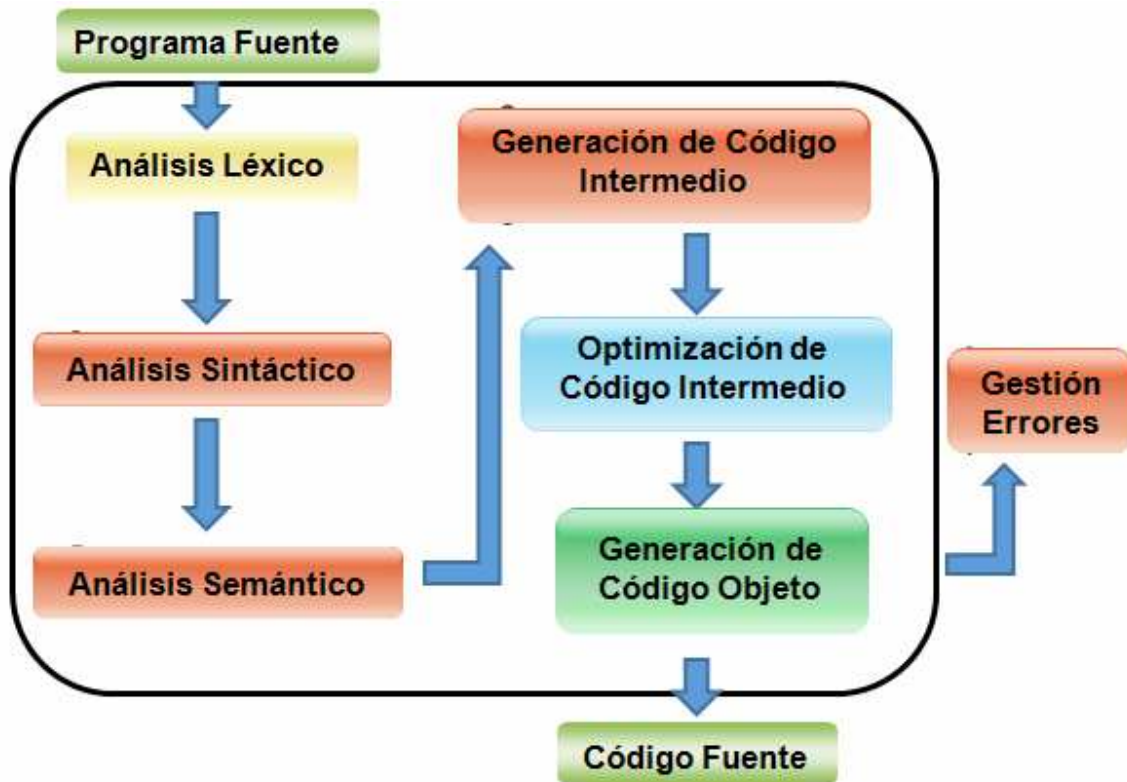 Programa Fuente
Análisis Léxico
Análisis Sintáctico
Análisis Semántico
Generación de Código
Intermedio
Optimización de
Código Intermedio
Generación de
Código Objeto
Código Fuente
Gestión
Errores